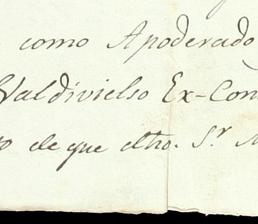 como Apoderado
Valdivielso Ex-Con
de que dho. Sr.